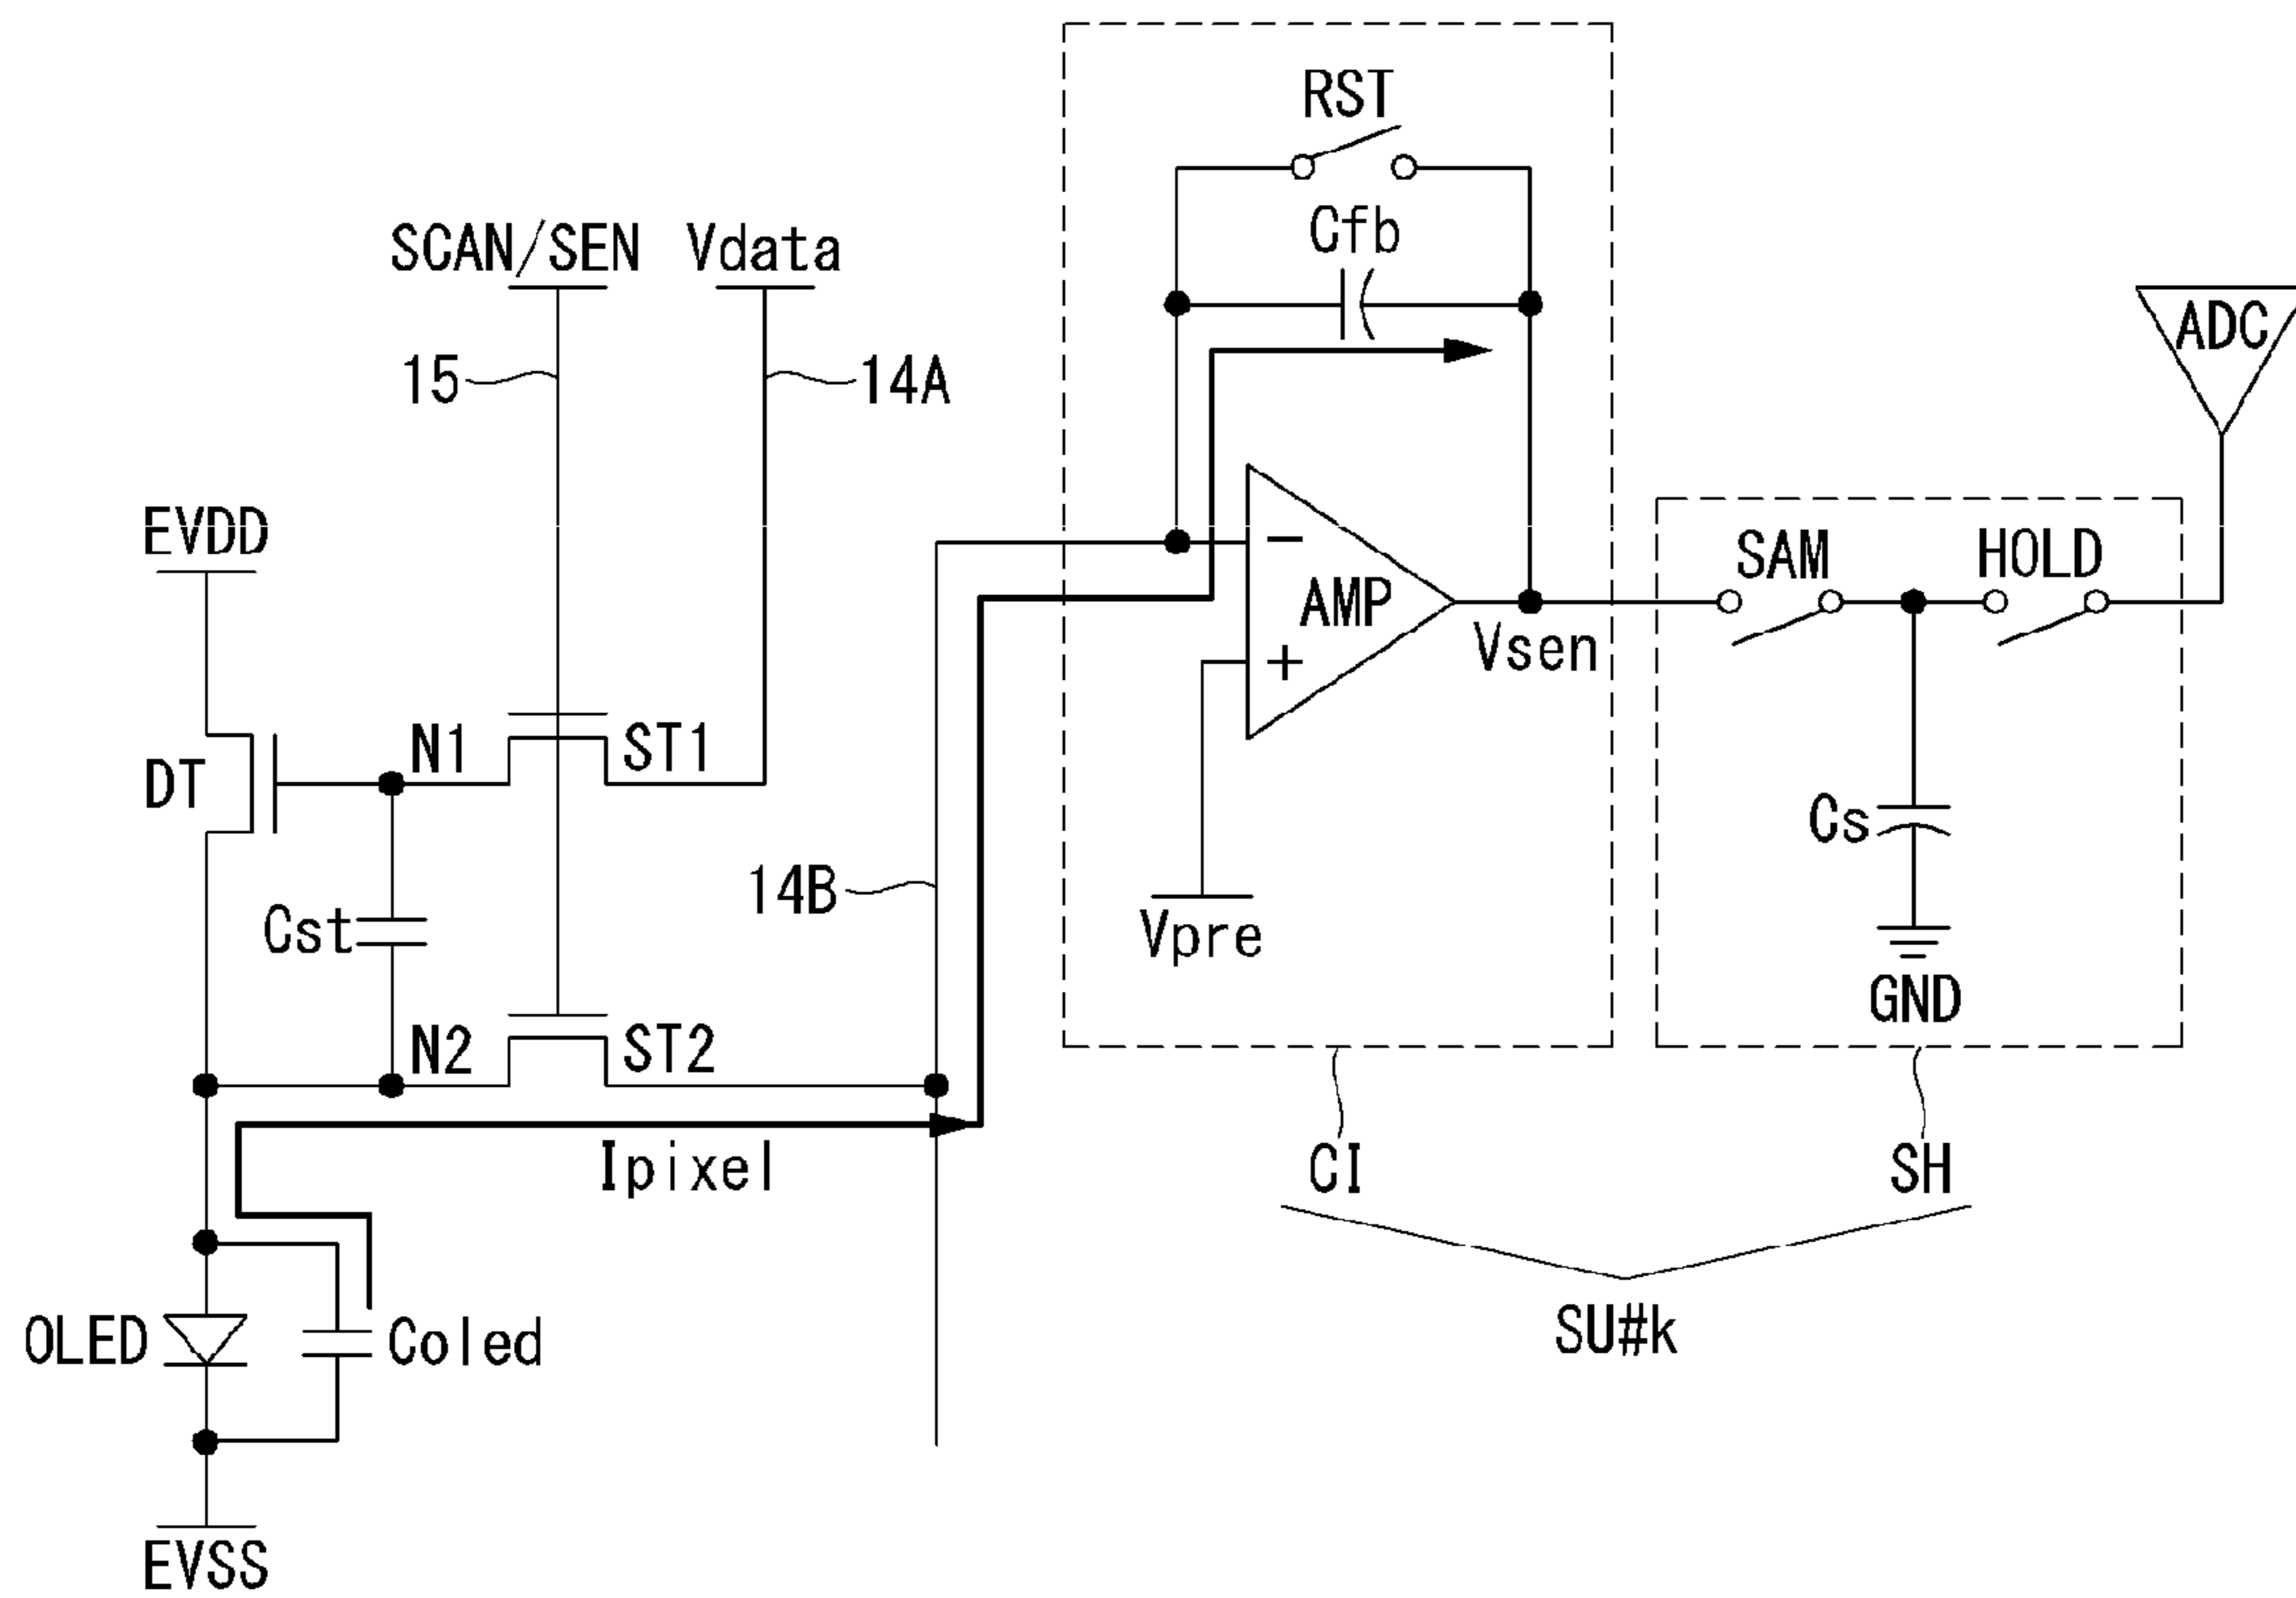 RST
Cfb
SCAN/SEN Vdata
ADC
15
14A
EVDD
SAM
HOLD
−
AMP
+
Vsen
N1
ST1
DT
Cs
14B
Cst
Vpre
GND
N2
ST2
Ipixel
CI
SH
OLED
Coled
SU#k
EVSS